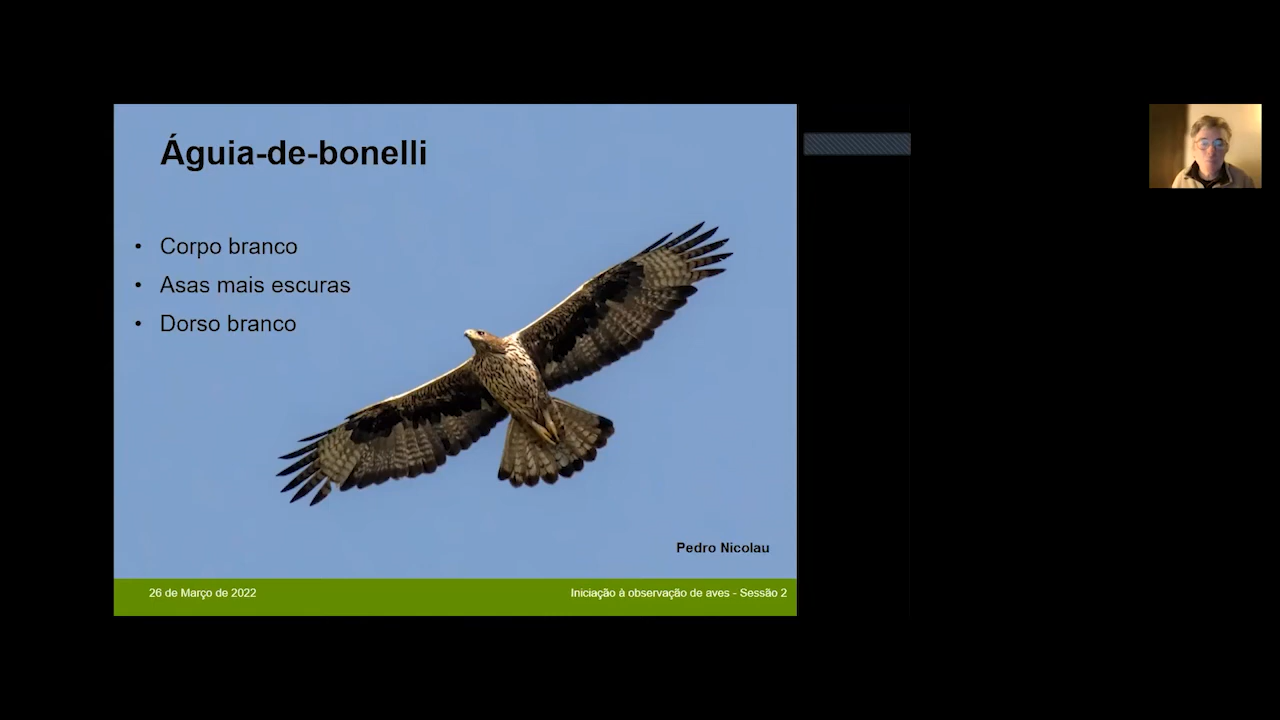 Águia-de-bonelli
• Corpo branco
• Asas mais escuras
• Dorso branco
Pedro Nicolau
26 de Março de 2022
Iniciação à observação de aves - Sessão 2